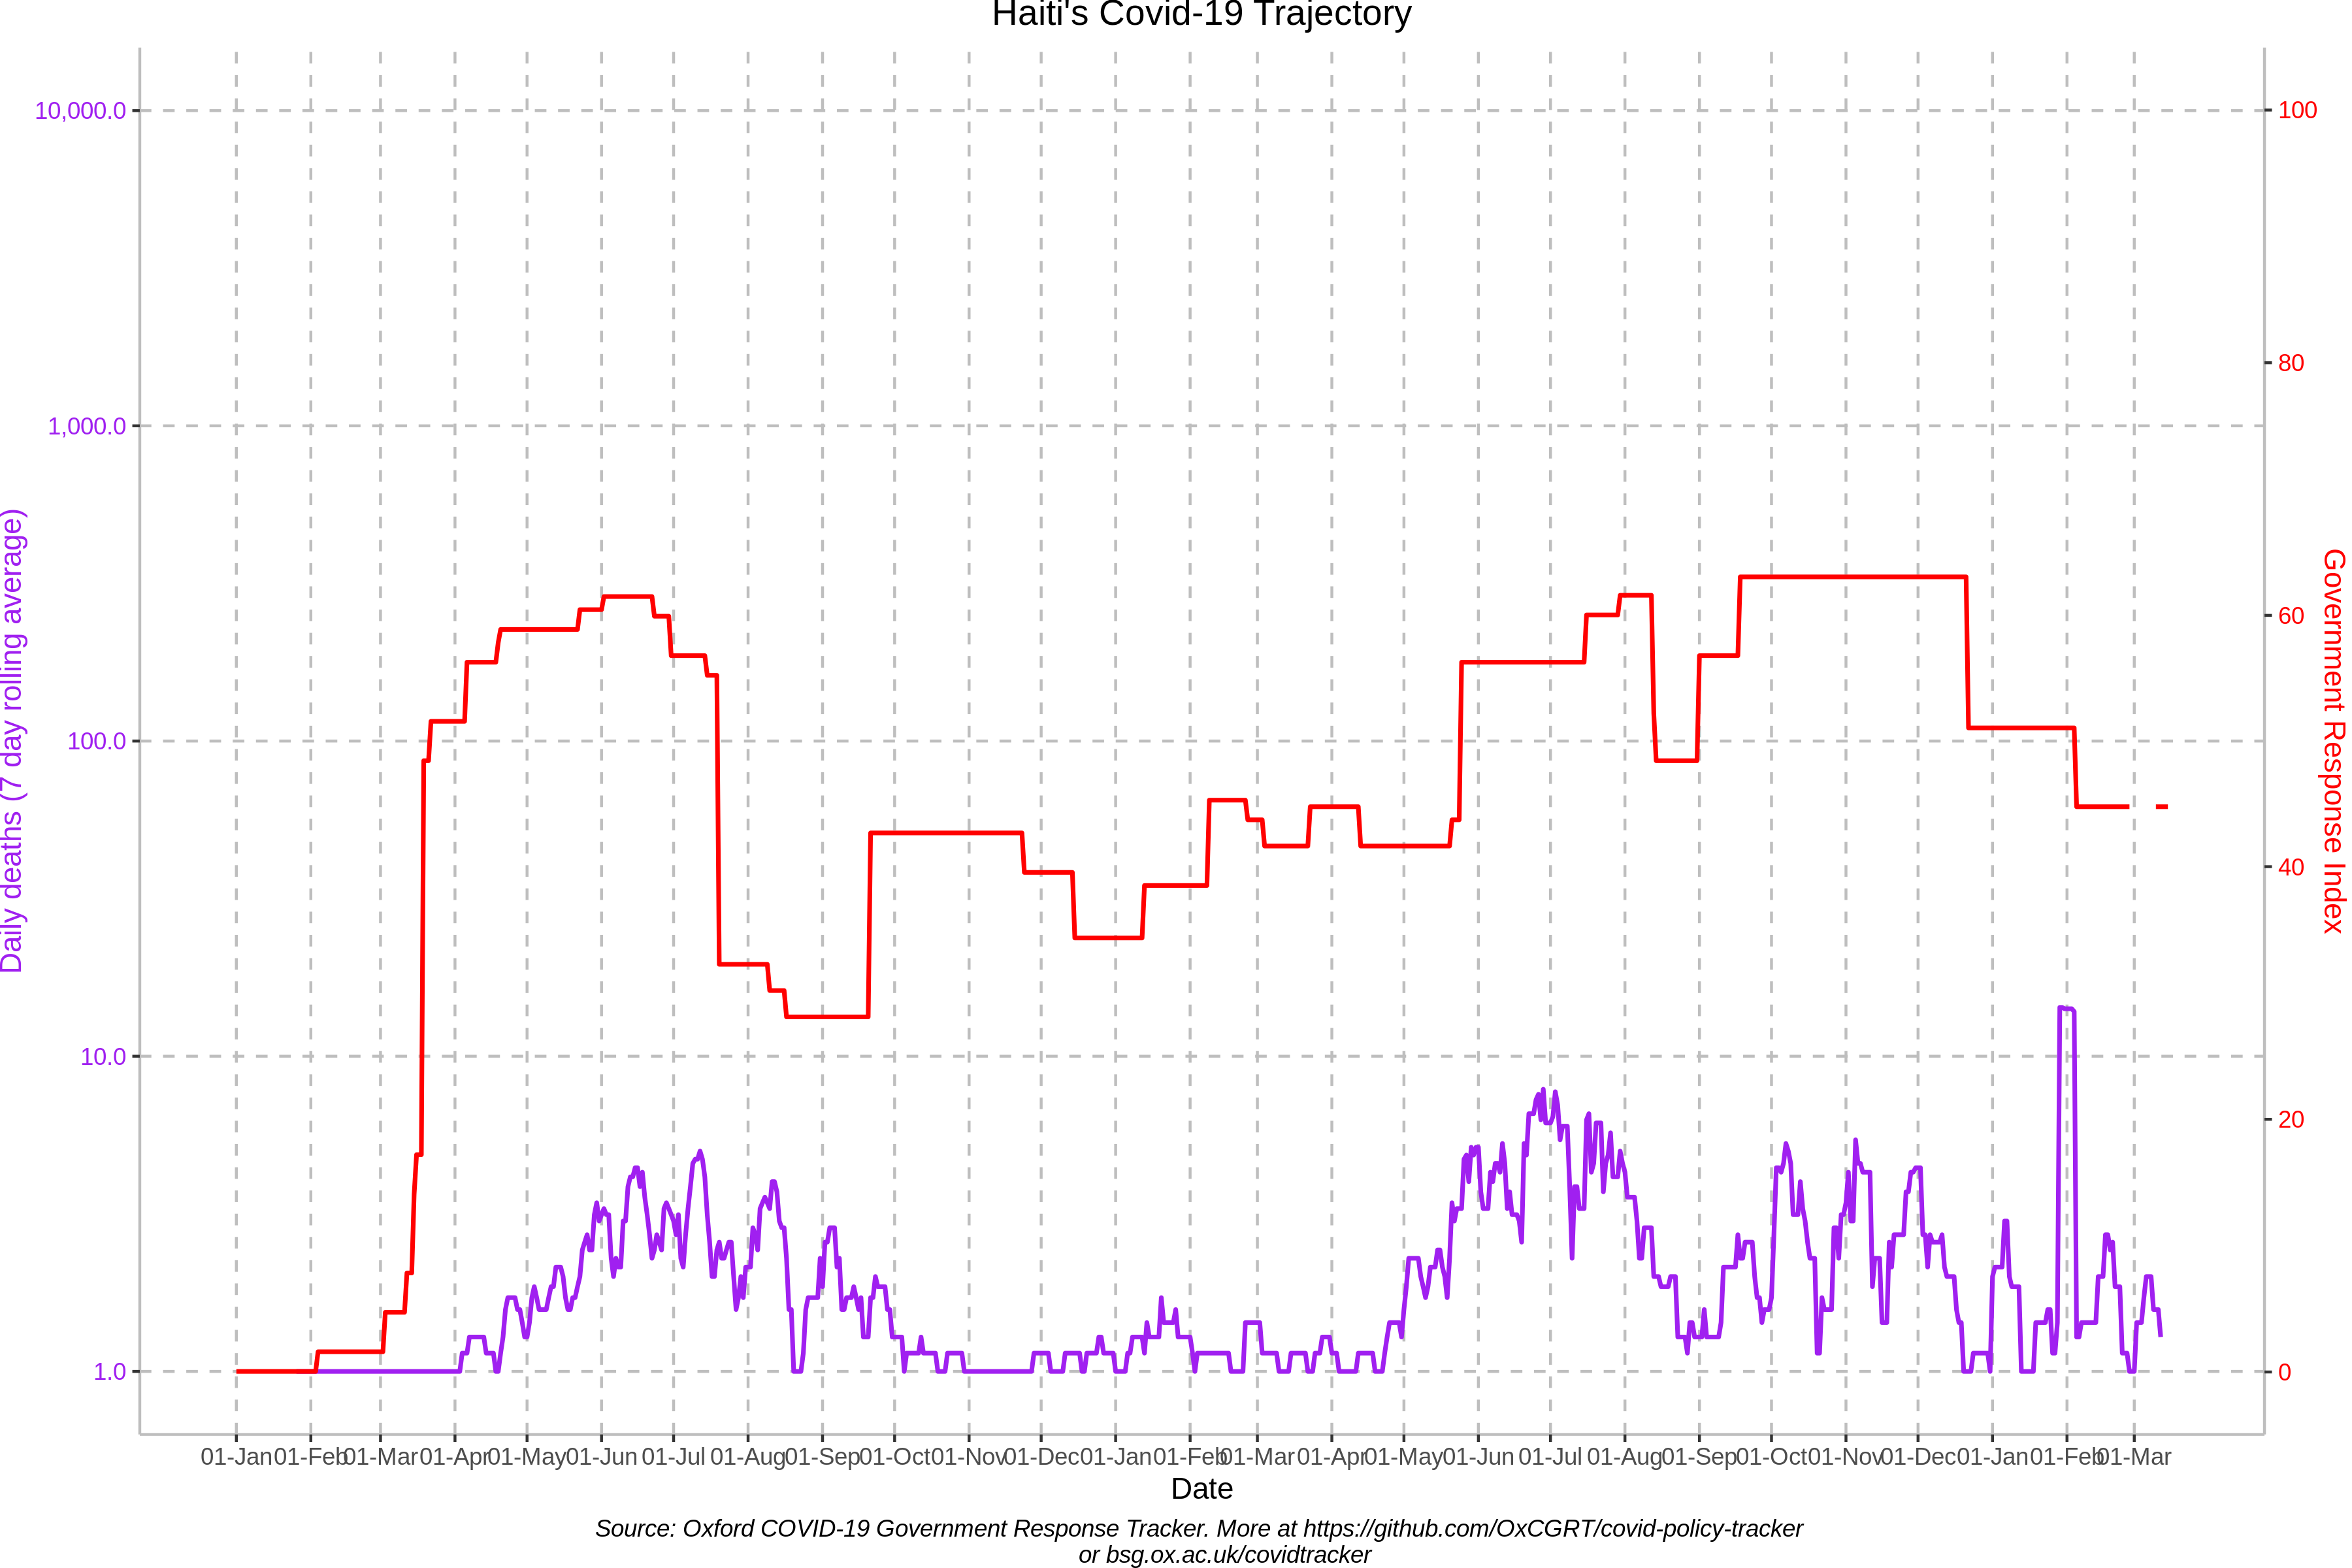 Haiti's Covid-19 Trajectory
10,000.0
1,000.0
100.0
10.0
1.0
Daily deaths (7 day rolling average)
100
80
60
40
20
0
Government Response Index
01-Jan 01-Feb 01-Mar 01-Apr 01-May 01-Jun 01-Jul 01-Aug 01-Sep 01-Oct 01-Nov 01-Dec 01-Jan 01-Feb 01-Mar 01-Apr 01-May 01-Jun 01-Jul 01-Aug 01-Sep 01-Oct 01-Nov 01-Dec 01-Jan 01-Feb 01-Mar
Date
Source: Oxford COVID-19 Government Response Tracker. More at https://github.com/OxCGRT/covid-policy-tracker
or bsg.ox.ac.uk/covidtracker